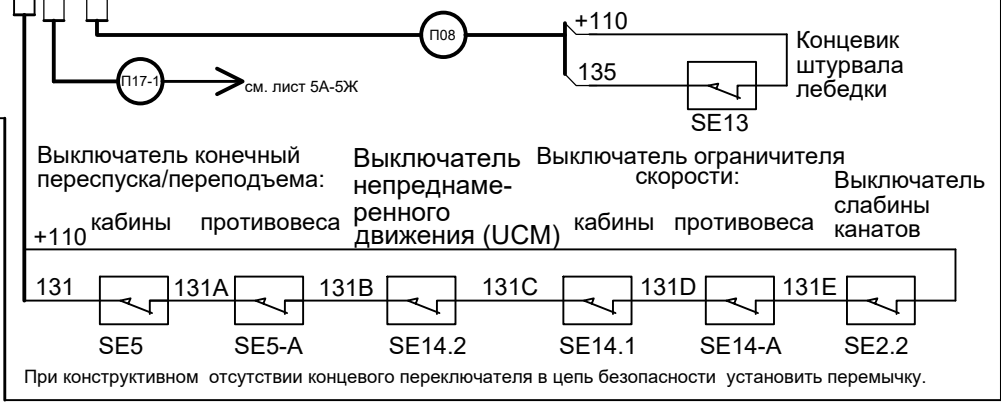 +110
П08
Концевик
штурвала
лебедки
135
П17-1
см. лист 5А-5Ж
SE13
Выключатель конечный
переспуска/переподъема:
кабины противовеса
Выключатель
непреднаме-
ренного
движения (UCM)
Выключатель ограничителя
скорости:
кабины противовеса
Выключатель
слабины
канатов
+110
131 131A 131B 131C 131D 131E
SE5 SE5-A SE14.2 SE14.1 SE14-A SE2.2
При конструктивном отсутствии концевого переключателя в цепь безопасности установить перемычку.